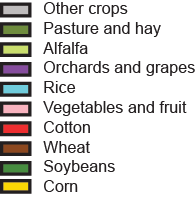 Other crops
Pasture and hay
Alfalfa
Orchards and grapes
Rice
Vegetables and fruit
Cotton
Wheat
Soybeans
Corn